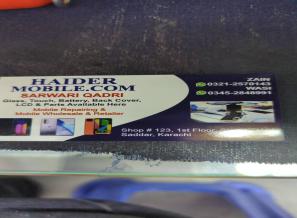 HAIDER
MOBILE.COM
SARWARI QADRI
Glass, Touch, Battery, Back Cover,
LCD & Parts Available Here
Mobile Repairing &
Mobile Wholesale & Retailer
ZAIN
0321-2570143
WASI
0345-2848991
Shop # 123, 1st Floor
Saddar, Karachi